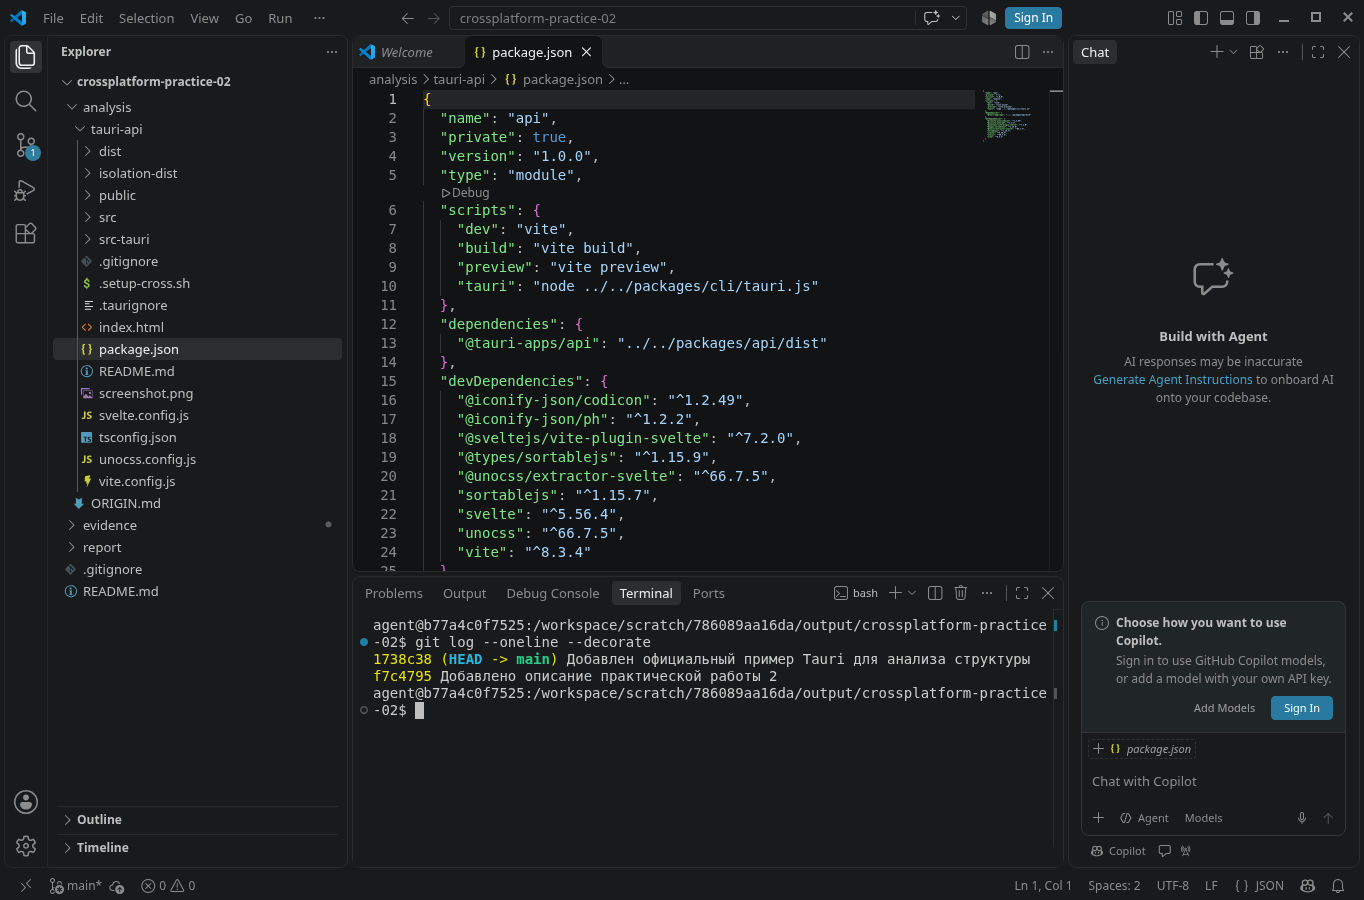 File Edit Selection View Go Run ···
crossplatform-practice-02
Sign In
Explorer
crossplatform-practice-02
analysis
tauri-api
dist
isolation-dist
public
src
src-tauri
.gitignore
.setup-cross.sh
.taurignore
index.html
package.json
README.md
screenshot.png
svelte.config.js
tsconfig.json
unocss.config.js
vite.config.js
ORIGIN.md
evidence
report
.gitignore
README.md
Outline
Timeline
1
Welcome
package.json
analysis > tauri-api > {} package.json > ...
1 {
2 "name": "api",
3 "private": true,
4 "version": "1.0.0",
5 "type": "module",
Debug
6 "scripts": {
7 "dev": "vite",
8 "build": "vite build",
9 "preview": "vite preview",
10 "tauri": "node ../../packages/cli/tauri.js"
11 },
12 "dependencies": {
13 "@tauri-apps/api": "../../packages/api/dist"
14 },
15 "devDependencies": {
16 "@iconify-json/codicon": "^1.2.49",
17 "@iconify-json/ph": "^1.2.2",
18 "@sveltejs/vite-plugin-svelte": "^7.2.0",
19 "@types/sortablejs": "^1.15.9",
20 "@unocss/extractor-svelte": "^66.7.5",
21 "sortablejs": "^1.15.7",
22 "svelte": "^5.56.4",
23 "unocss": "^66.7.5",
24 "vite": "^8.3.4"
25 }
Problems Output Debug Console Terminal Ports
bash
agent@b77a4c0f7525:/workspace/scratch/786089aa16da/output/crossplatform-practice
-02$ git log --oneline --decorate
1738c38 (HEAD -> main) Добавлен официальный пример Tauri для анализа структуры
f7c4795 Добавлено описание практической работы 2
agent@b77a4c0f7525:/workspace/scratch/786089aa16da/output/crossplatform-practice
-02$
Chat
Build with Agent
AI responses may be inaccurate
Generate Agent Instructions to onboard AI
onto your codebase.
Choose how you want to use
Copilot.
Sign in to use GitHub Copilot models,
or add a model with your own API key.
Add Models
Sign In
{} package.json
Chat with Copilot
Agent Models
Copilot
main* 0 0
Ln 1, Col 1 Spaces: 2 UTF-8 LF {} JSON